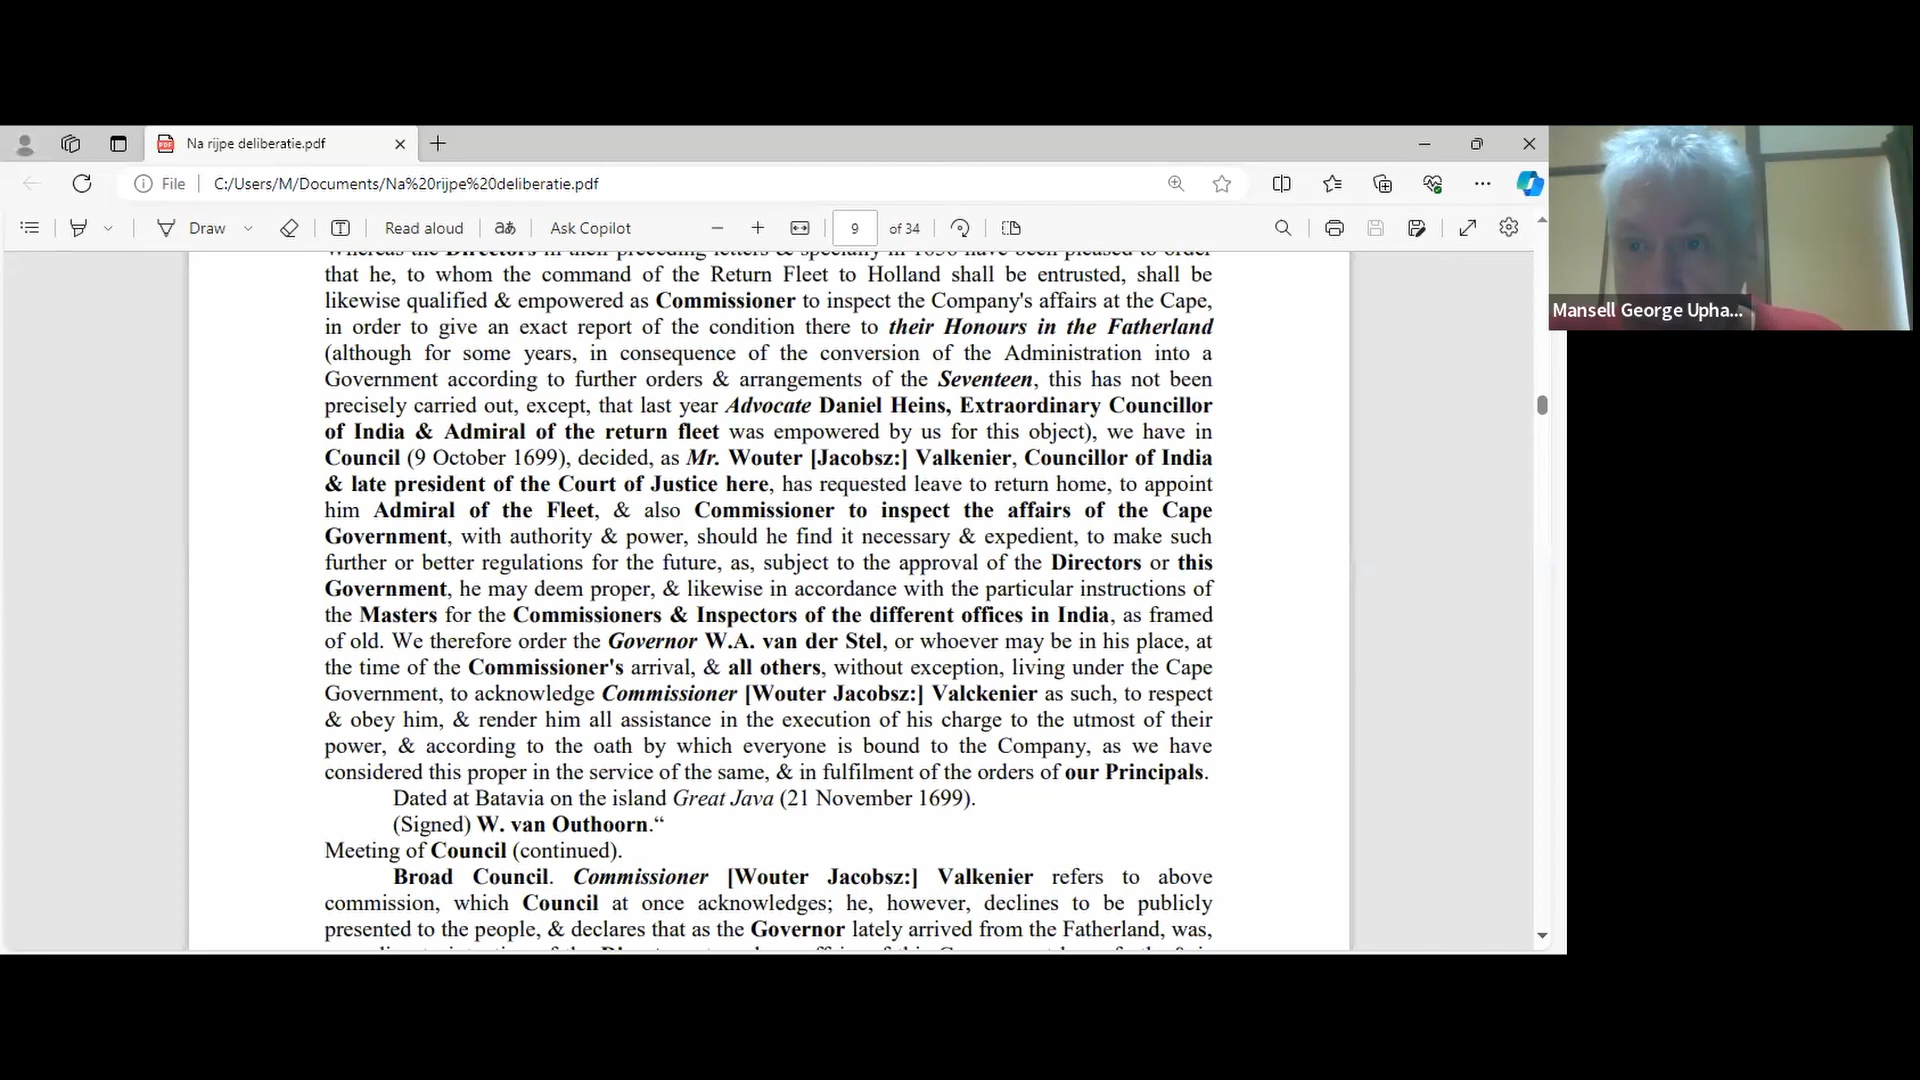 Na rijpe deliberatie.pdf
File
C:/Users/M/Documents/Na%20rijpe%20deliberatie.pdf
Draw
Read aloud
aあ
Ask Copilot
9
of 34
Whereas the Directors in their preceding letters & specially in 1696 have been pleased to order
that he, to whom the command of the Return Fleet to Holland shall be entrusted, shall be
likewise qualified & empowered as Commissioner to inspect the Company's affairs at the Cape,
in order to give an exact report of the condition there to their Honours in the Fatherland
(although for some years, in consequence of the conversion of the Administration into a
Government according to further orders & arrangements of the Seventeen, this has not been
precisely carried out, except, that last year Advocate Daniel Heins, Extraordinary Councillor
of India & Admiral of the return fleet was empowered by us for this object), we have in
Council (9 October 1699), decided, as Mr. Wouter [Jacobsz:] Valkenier, Councillor of India
& late president of the Court of Justice here, has requested leave to return home, to appoint
him Admiral of the Fleet, & also Commissioner to inspect the affairs of the Cape
Government, with authority & power, should he find it necessary & expedient, to make such
further or better regulations for the future, as, subject to the approval of the Directors or this
Government, he may deem proper, & likewise in accordance with the particular instructions of
the Masters for the Commissioners & Inspectors of the different offices in India, as framed
of old. We therefore order the Governor W.A. van der Stel, or whoever may be in his place, at
the time of the Commissioner's arrival, & all others, without exception, living under the Cape
Government, to acknowledge Commissioner [Wouter Jacobsz:] Valckenier as such, to respect
& obey him, & render him all assistance in the execution of his charge to the utmost of their
power, & according to the oath by which everyone is bound to the Company, as we have
considered this proper in the service of the same, & in fulfilment of the orders of our Principals.
Dated at Batavia on the island Great Java (21 November 1699).
(Signed) W. van Outhoorn.“
Meeting of Council (continued).
Broad Council. Commissioner [Wouter Jacobsz:] Valkenier refers to above
commission, which Council at once acknowledges; he, however, declines to be publicly
presented to the people, & declares that as the Governor lately arrived from the Fatherland, was,
Mansell George Upha...